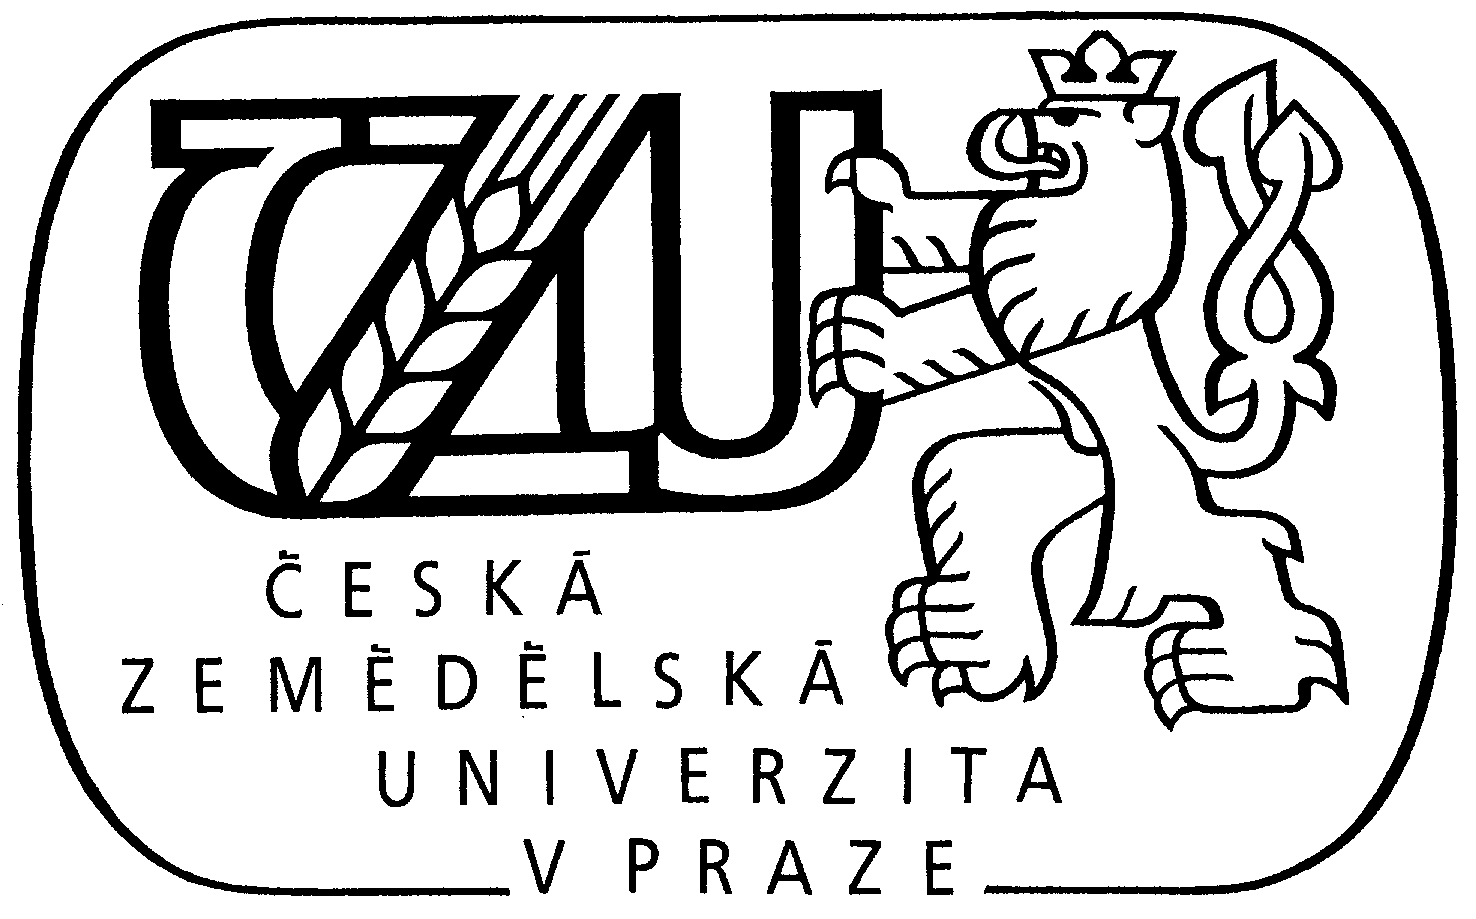 ČZU
ČESKÁ
ZEMĚDĚLSKÁ
UNIVERZITA
V PRAZE